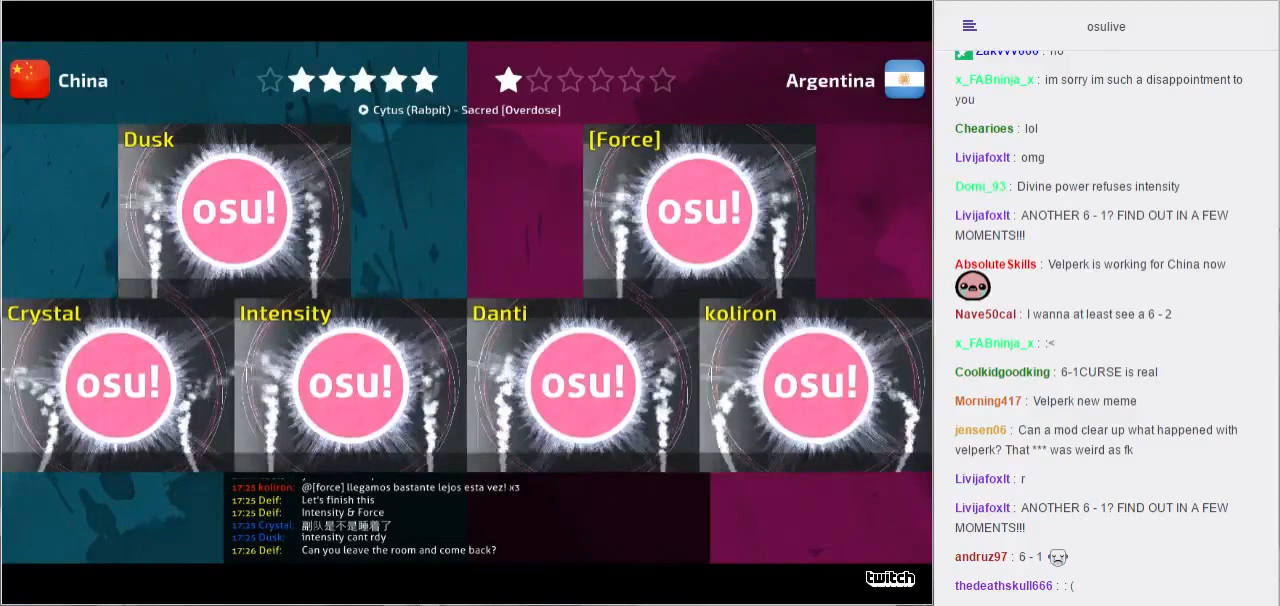 osulive
China
Argentina
Cytus (Rabpit) - Sacred [Overdose]
Dusk
[Force]
osu!
osu!
Crystal
Intensity
Danti
koliron
osu!
osu!
osu!
osu!
17:25 koliron: @[force] llegamos bastante lejos esta vez! x3
17:25 Deif: Let's finish this
17:25 Deif: Intensity & Force
17:25 Crystal: 副队是不是睡着了
17:25 Dusk: intensity cant rdy
17:26 Deif: Can you leave the room and come back?
twitch
Zakvvv666 : no
x_FABninja_x : im sorry im such a disappointment to
you
Chearioes : lol
Livijafoxlt : omg
Domi_93 : Divine power refuses intensity
Livijafoxlt : ANOTHER 6 - 1? FIND OUT IN A FEW
MOMENTS!!!
AbsoluteSkills : Velperk is working for China now
Nave50cal : I wanna at least see a 6 - 2
x_FABninja_x : :<
Coolkidgoodking : 6-1CURSE is real
Morning417 : Velperk new meme
jensen06 : Can a mod clear up what happened with
velperk? That *** was weird as fk
Livijafoxlt : r
Livijafoxlt : ANOTHER 6 - 1? FIND OUT IN A FEW
MOMENTS!!!
andruz97 : 6 - 1
thedeathskull666 : : (